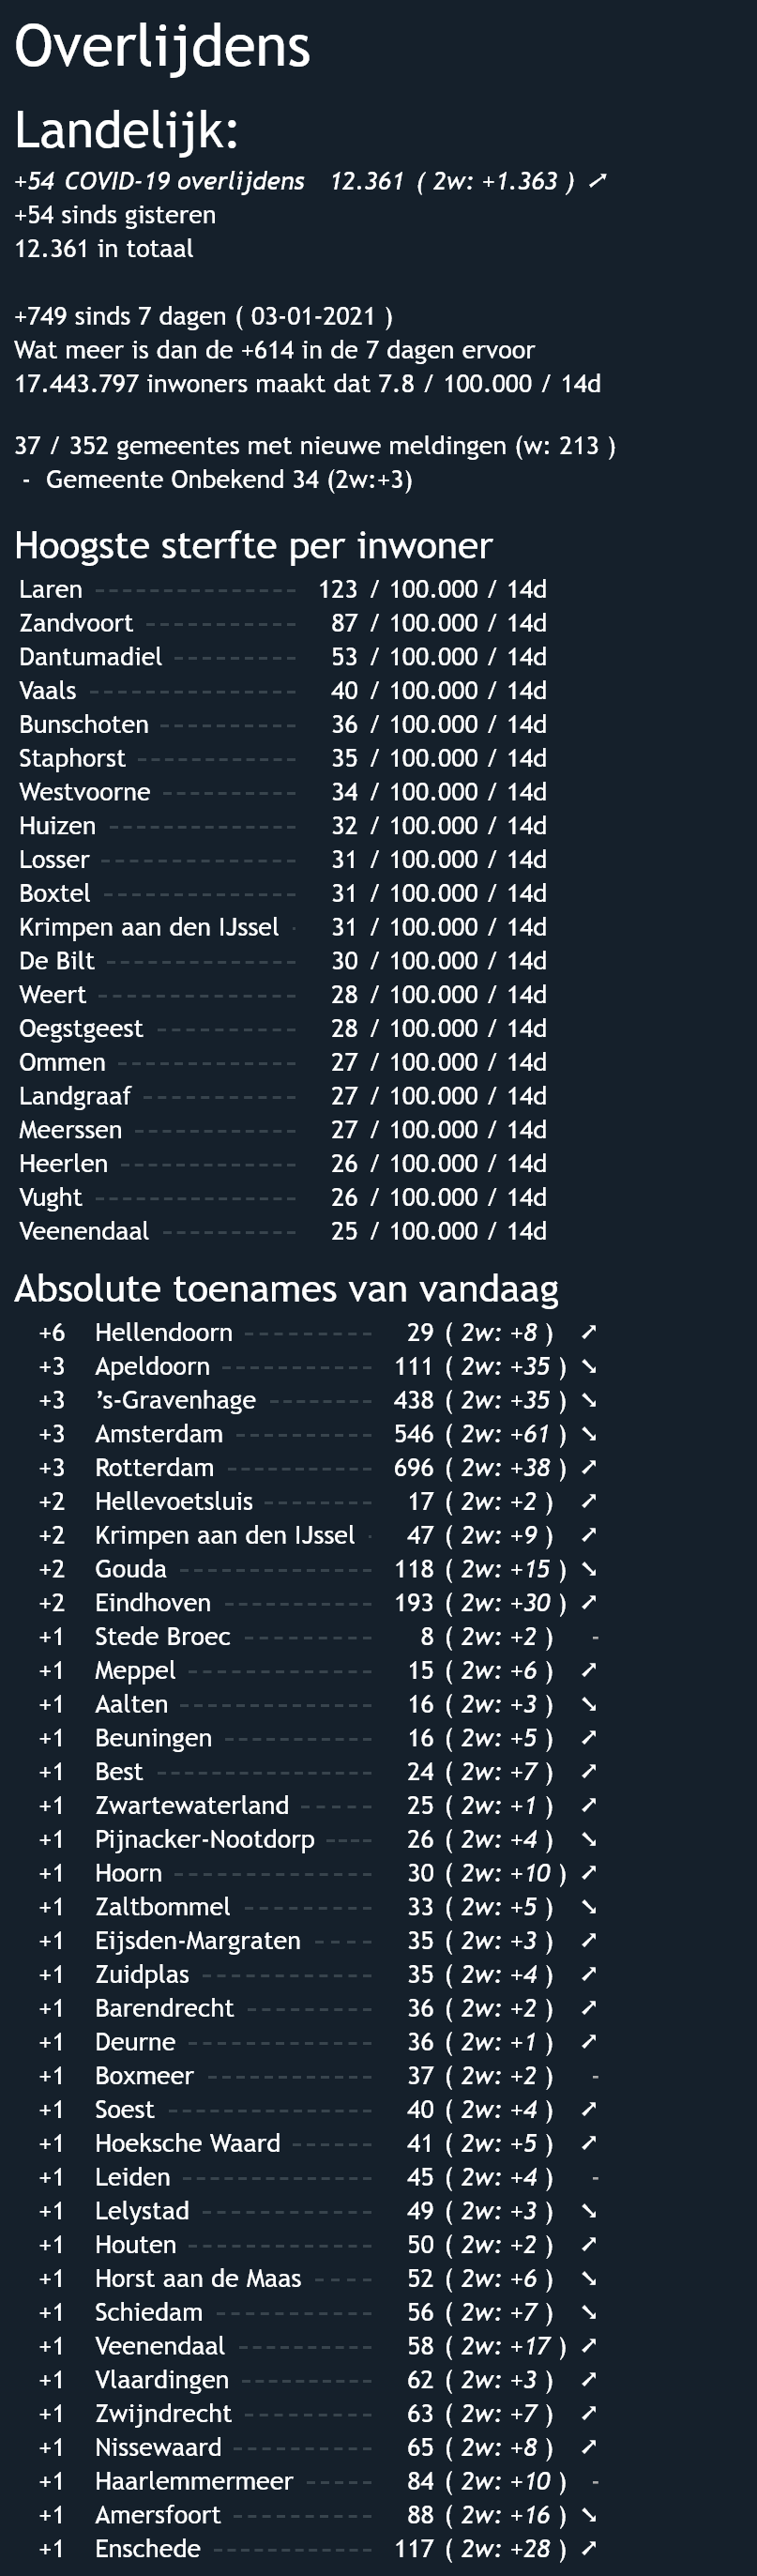 Overlijdens
Landelijk:
+54 COVID-19 overlijdens 12.361 ( 2w: +1.363 ) ➚
+54 sinds gisteren
12.361 in totaal
+749 sinds 7 dagen ( 03-01-2021 )
Wat meer is dan de +614 in de 7 dagen ervoor
17.443.797 inwoners maakt dat 7.8 / 100.000 / 14d
37 / 352 gemeentes met nieuwe meldingen (w: 213 )
- Gemeente Onbekend 34 (2w:+3)
Hoogste sterfte per inwoner
Laren --------------- 123 / 100.000 / 14d
Zandvoort ----------- 87 / 100.000 / 14d
Dantumadiel --------- 53 / 100.000 / 14d
Vaals --------------- 40 / 100.000 / 14d
Bunschoten ---------- 36 / 100.000 / 14d
Staphorst ------------ 35 / 100.000 / 14d
Westvoorne ---------- 34 / 100.000 / 14d
Huizen -------------- 32 / 100.000 / 14d
Losser --------------- 31 / 100.000 / 14d
Boxtel --------------- 31 / 100.000 / 14d
Krimpen aan den IJssel - 31 / 100.000 / 14d
De Bilt -------------- 30 / 100.000 / 14d
Weert --------------- 28 / 100.000 / 14d
Oegstgeest ---------- 28 / 100.000 / 14d
Ommen ------------- 27 / 100.000 / 14d
Landgraaf ----------- 27 / 100.000 / 14d
Meerssen ------------ 27 / 100.000 / 14d
Heerlen ------------- 26 / 100.000 / 14d
Vught --------------- 26 / 100.000 / 14d
Veenendaal ---------- 25 / 100.000 / 14d
Absolute toenames van vandaag
+6 Hellendoorn ---------- 29 ( 2w: +8 ) ➚
+3 Apeldoorn ----------- 111 ( 2w: +35 ) ➘
+3 's-Gravenhage -------- 438 ( 2w: +35 ) ➘
+3 Amsterdam ---------- 546 ( 2w: +61 ) ➘
+3 Rotterdam ----------- 696 ( 2w: +38 ) ➚
+2 Hellevoetsluis -------- 17 ( 2w: +2 ) ➚
+2 Krimpen aan den IJssel - 47 ( 2w: +9 ) ➚
+2 Gouda -------------- 118 ( 2w: +15 ) ➘
+2 Eindhoven ----------- 193 ( 2w: +30 ) ➚
+1 Stede Broec ---------- 8 ( 2w: +2 ) -
+1 Meppel -------------- 15 ( 2w: +6 ) ➚
+1 Aalten -------------- 16 ( 2w: +3 ) ➘
+1 Beuningen ----------- 16 ( 2w: +5 ) ➚
+1 Best ---------------- 24 ( 2w: +7 ) ➚
+1 Zwartewaterland ----- 25 ( 2w: +1 ) ➚
+1 Pijnacker-Nootdorp ---- 26 ( 2w: +4 ) ➘
+1 Hoorn --------------- 30 ( 2w: +10 ) ➚
+1 Zaltbommel ---------- 33 ( 2w: +5 ) ➘
+1 Eijsden-Margraten ---- 35 ( 2w: +3 ) ➚
+1 Zuidplas ------------- 35 ( 2w: +4 ) ➚
+1 Barendrecht --------- 36 ( 2w: +2 ) ➚
+1 Deurne -------------- 36 ( 2w: +1 ) ➚
+1 Boxmeer ------------ 37 ( 2w: +2 ) -
+1 Soest --------------- 40 ( 2w: +4 ) ➚
+1 Hoeksche Waard ------ 41 ( 2w: +5 ) ➚
+1 Leiden -------------- 45 ( 2w: +4 ) -
+1 Lelystad ------------- 49 ( 2w: +3 ) ➘
+1 Houten -------------- 50 ( 2w: +2 ) ➚
+1 Horst aan de Maas ---- 52 ( 2w: +6 ) ➘
+1 Schiedam ------------ 56 ( 2w: +7 ) ➘
+1 Veenendaal ---------- 58 ( 2w: +17 ) ➚
+1 Vlaardingen ---------- 62 ( 2w: +3 ) ➚
+1 Zwijndrecht ---------- 63 ( 2w: +7 ) ➚
+1 Nissewaard ---------- 65 ( 2w: +8 ) ➚
+1 Haarlemmermeer ----- 84 ( 2w: +10 ) -
+1 Amersfoort ---------- 88 ( 2w: +16 ) ➘
+1 Enschede ------------ 117 ( 2w: +28 ) ➚